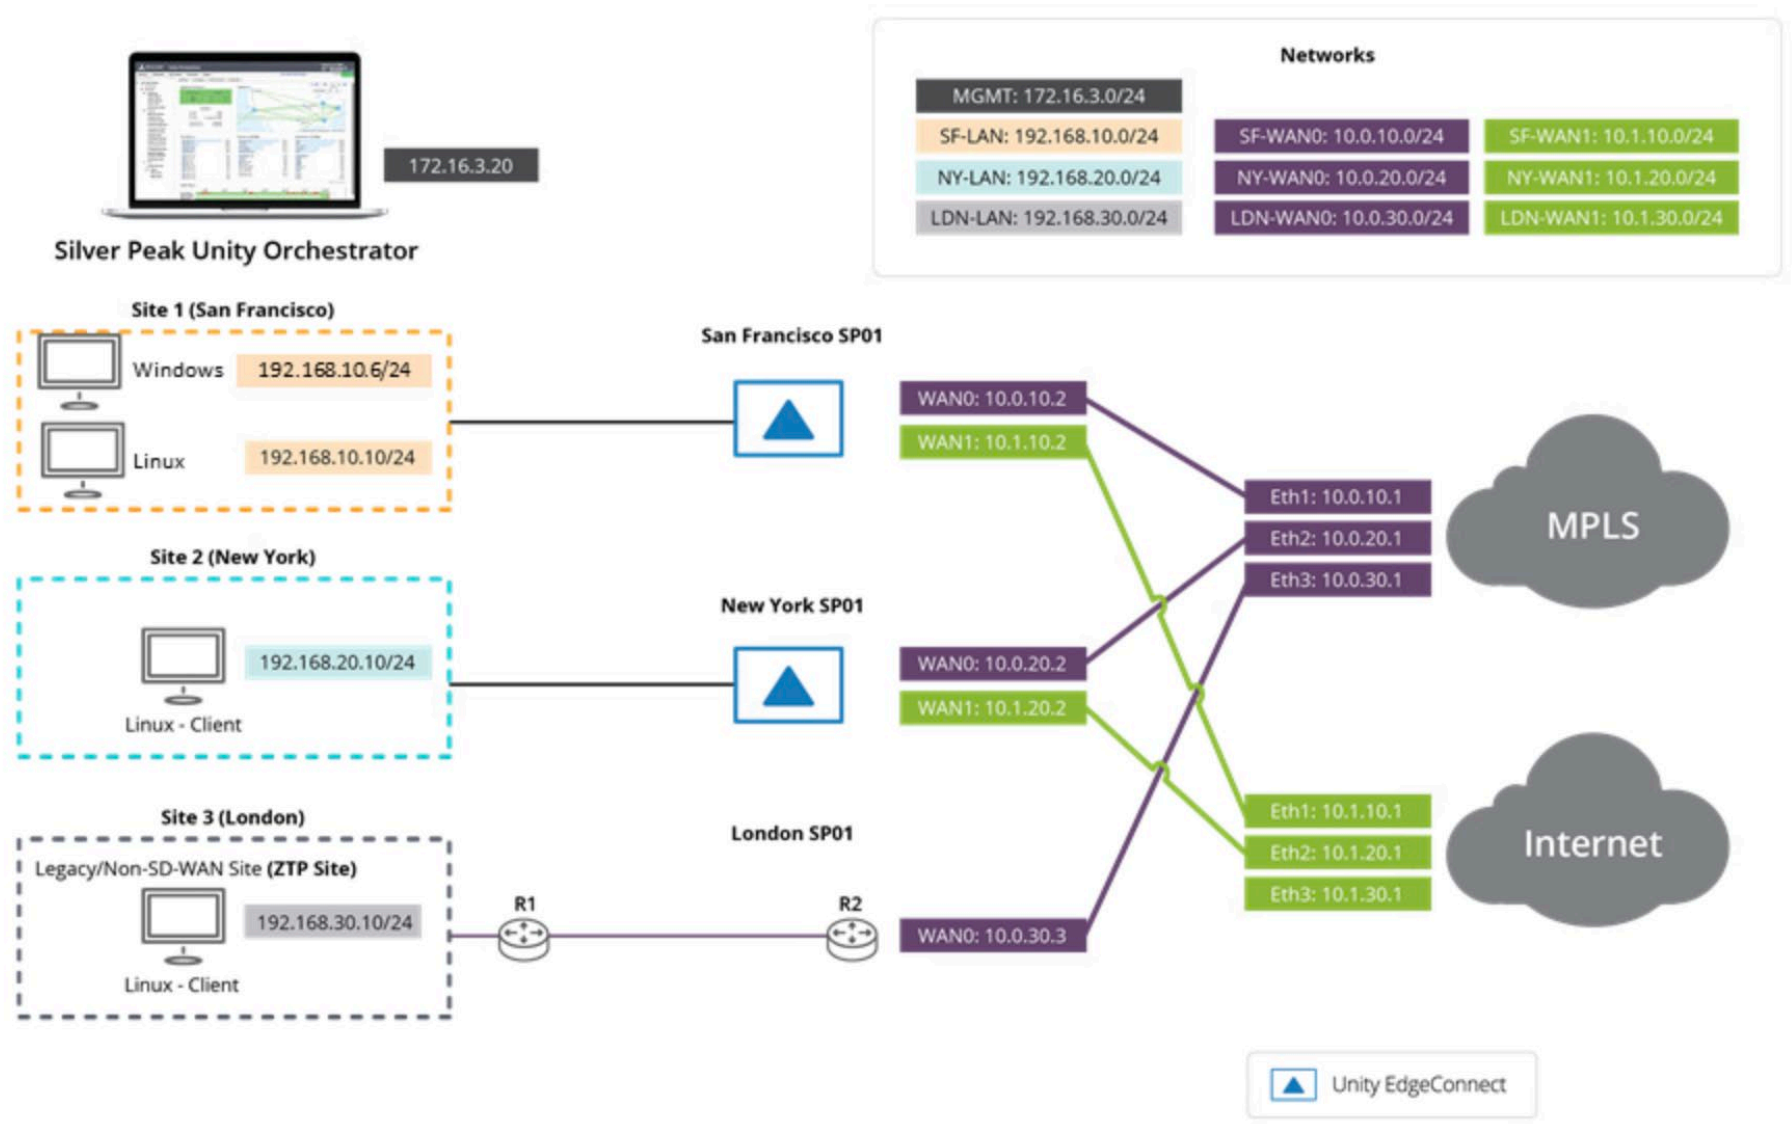 Networks
MGMT: 172.16.3.0/24
SF-LAN: 192.168.10.0/24
SF-WAN0: 10.0.10.0/24
SF-WAN1: 10.1.10.0/24
NY-LAN: 192.168.20.0/24
NY-WAN0: 10.0.20.0/24
NY-WAN1: 10.1.20.0/24
LDN-LAN: 192.168.30.0/24
LDN-WAN0: 10.0.30.0/24
LDN-WAN1: 10.1.30.0/24
172.16.3.20
Silver Peak Unity Orchestrator
Site 1 (San Francisco)
Windows
192.168.10.6/24
Linux
192.168.10.10/24
San Francisco SP01
WAN0: 10.0.10.2
WAN1: 10.1.10.2
Eth1: 10.0.10.1
Eth2: 10.0.20.1
Eth3: 10.0.30.1
MPLS
Site 2 (New York)
192.168.20.10/24
Linux - Client
New York SP01
WAN0: 10.0.20.2
WAN1: 10.1.20.2
Eth1: 10.1.10.1
Eth2: 10.1.20.1
Eth3: 10.1.30.1
Internet
Site 3 (London)
Legacy/Non-SD-WAN Site (ZTP Site)
192.168.30.10/24
Linux - Client
London SP01
R1
R2
WAN0: 10.0.30.3
Unity EdgeConnect